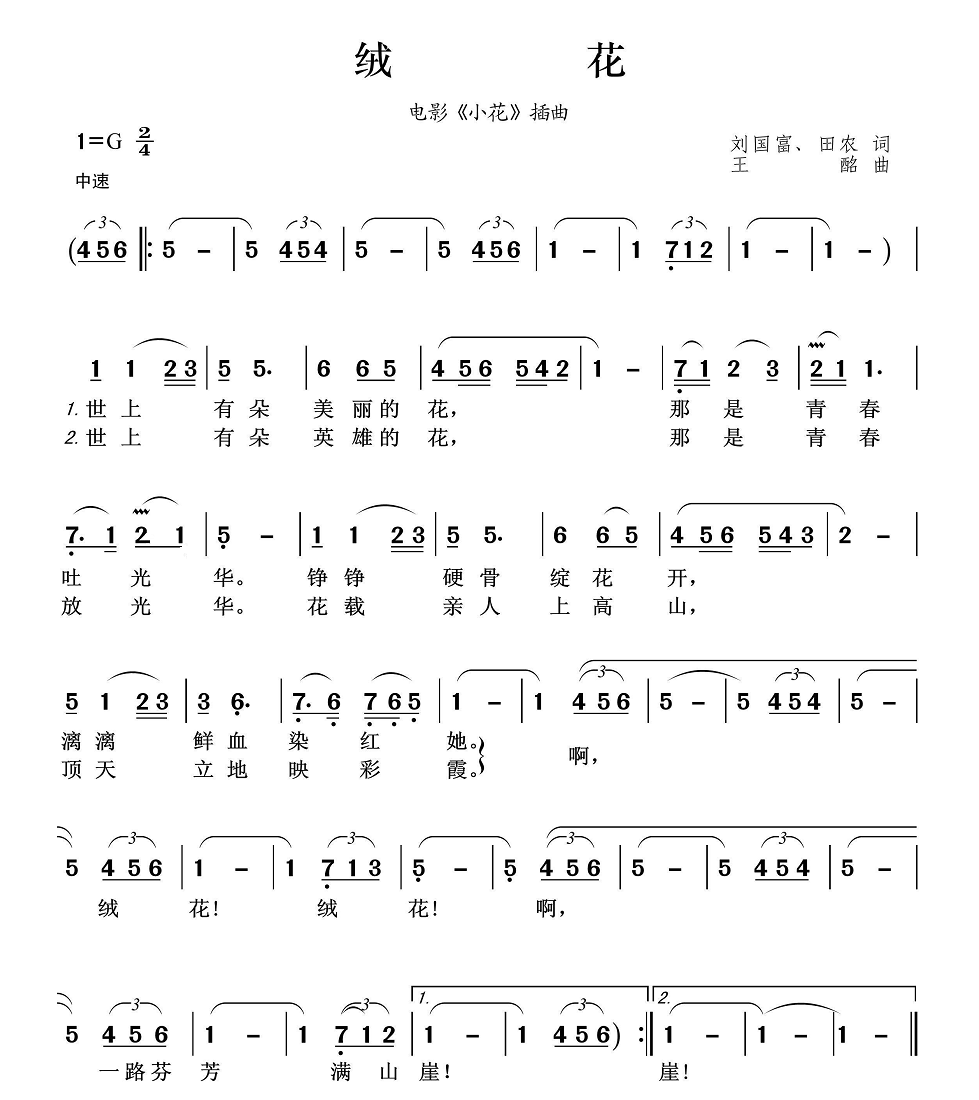 绒 花
电影《小花》插曲
1=G 2/4
刘国富、田农 词
中速
王 酩 曲
(456 ‖: 5 - | 5 454 | 5 - | 5 456 | 1 - | 1 712 | 1 - | 1 - ) |
1 1 23 | 5 5. | 6 65 | 456 542 | 1 - | 71 2 3 | 21 1. |
1. 世上 有朵 美丽的 花, 那是 青春
2. 世上 有朵 英雄的 花, 那是 青春
7. 1 2 1 | 5 - | 1 1 23 | 5 5. | 6 65 | 456 543 | 2 - |
吐光 华。 铮铮 硬骨 绽花 开,
放光 华。 花载 亲人 上高 山,
5 1 23 | 3 6. | 7. 6 765 | 1 - | 1 456 | 5 - | 5 454 | 5 -
漓漓 鲜血 染红 她。 啊,
顶天 立地 映彩 霞。
5 456 | 1 - | 1 713 | 5 - | 5 456 | 5 - | 5 454 | 5 - |
绒 花! 绒 花! 啊,
5 456 | 1 - | 1 712 | 1. 1 - | 1 456 ) :‖ 2. 1 - | 1 - | 1 - ‖
一路芬 芳 满山 崖! 崖!